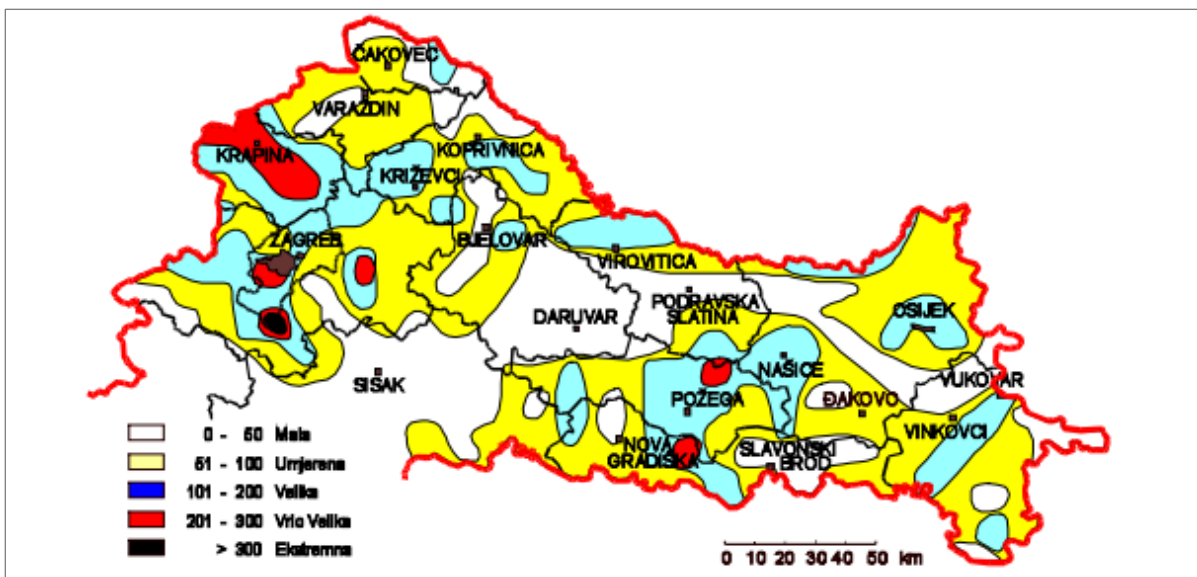 ČAKOVEC
VARAŽDIN
KRAPINA
KOPRIVNICA
KRIŽEVCI
ZAGREB
BJELOVAR
VIROVITICA
PODRAVSKA
SLATINA
DARUVAR
OSIJEK
SISAK
NAŠICE
VUKOVAR
POŽEGA
ĐAKOVO
VINKOVCI
NOVA
GRADIŠKA
SLAVONSKI
BROD
0 - 50 Mala
51 - 100 Umjerena
101 - 200 Velika
201 - 300 Vrlo Velika
> 300 Ekstremna
0 10 20 30 40 50 km